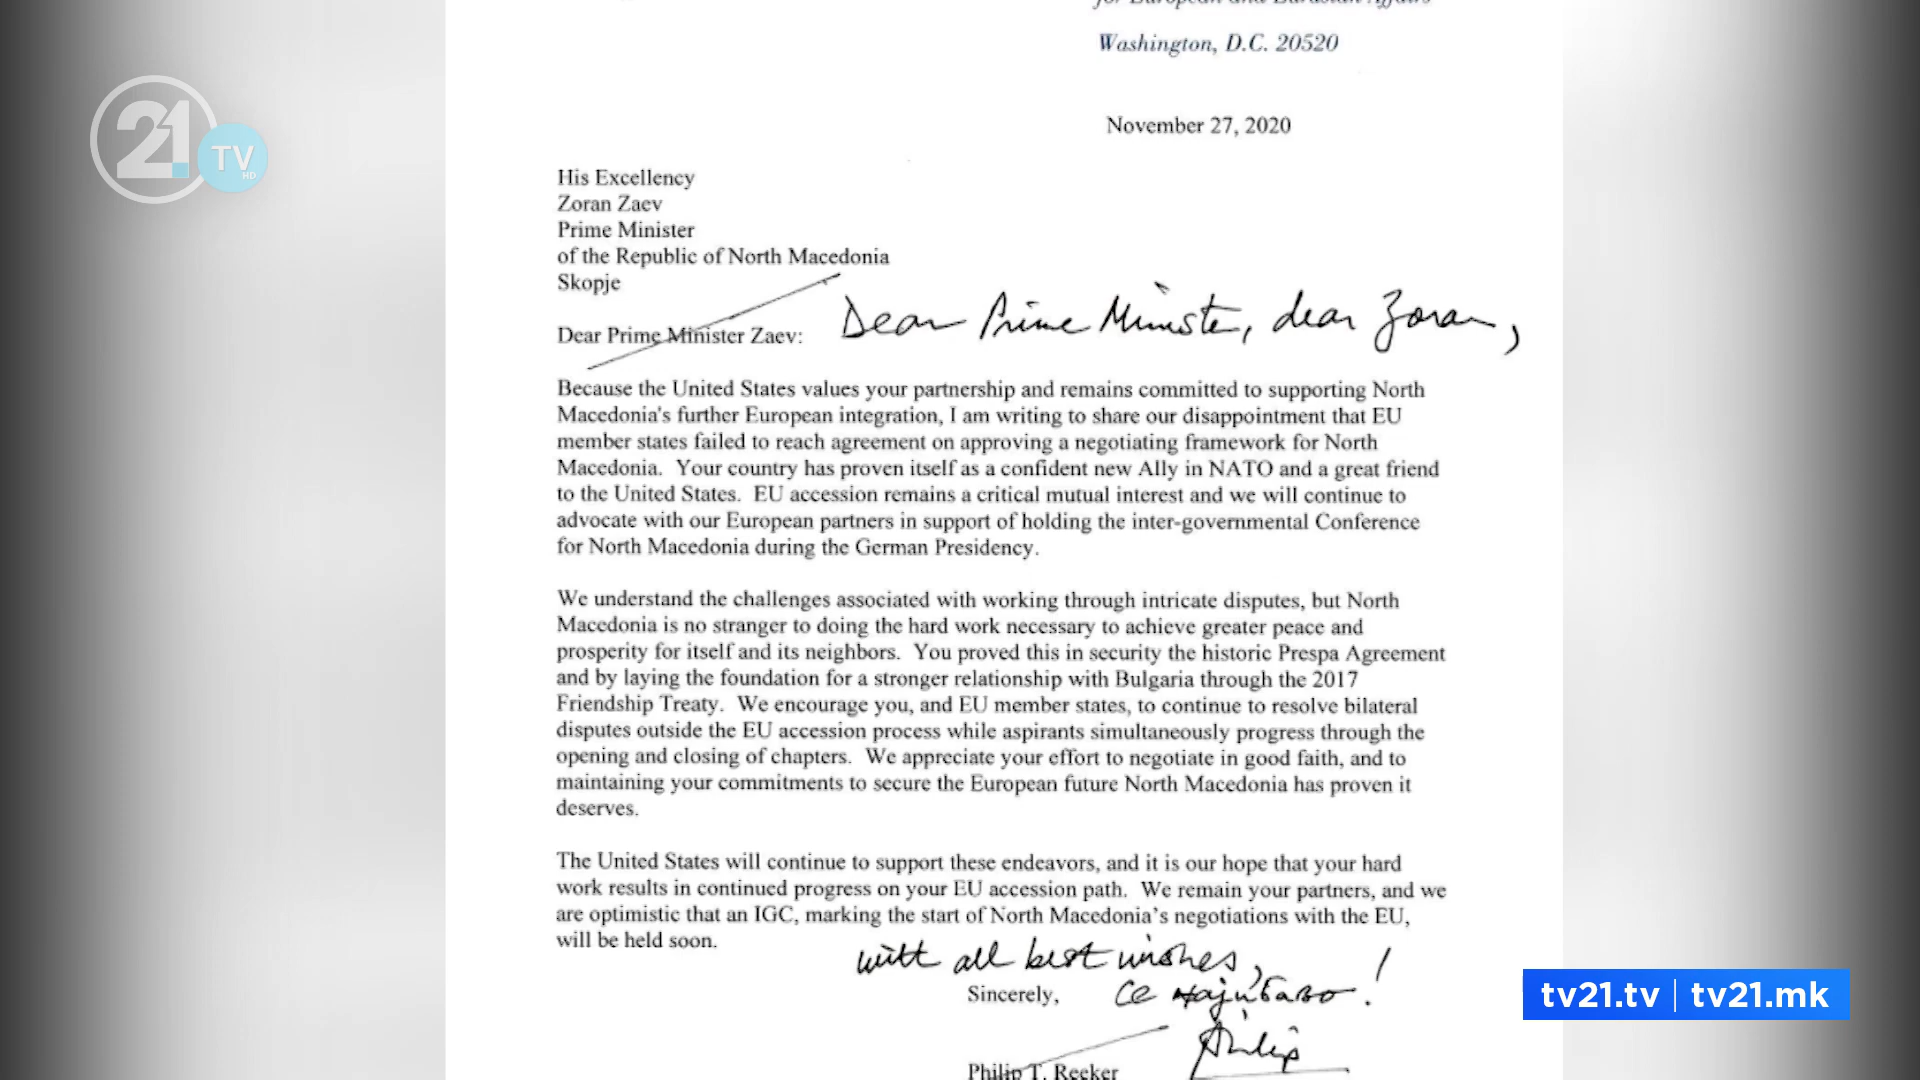 for European and Eurasian Affairs
Washington, D.C. 20520
21 TV HD
November 27, 2020
His Excellency
Zoran Zaev
Prime Minister
of the Republic of North Macedonia
Skopje
Dear Prime Minister Zaev:
Dear Prime Minister, dear Zoran,
Because the United States values your partnership and remains committed to supporting North
Macedonia's further European integration, I am writing to share our disappointment that EU
member states failed to reach agreement on approving a negotiating framework for North
Macedonia. Your country has proven itself as a confident new Ally in NATO and a great friend
to the United States. EU accession remains a critical mutual interest and we will continue to
advocate with our European partners in support of holding the inter-governmental Conference
for North Macedonia during the German Presidency.
We understand the challenges associated with working through intricate disputes, but North
Macedonia is no stranger to doing the hard work necessary to achieve greater peace and
prosperity for itself and its neighbors. You proved this in security the historic Prespa Agreement
and by laying the foundation for a stronger relationship with Bulgaria through the 2017
Friendship Treaty. We encourage you, and EU member states, to continue to resolve bilateral
disputes outside the EU accession process while aspirants simultaneously progress through the
opening and closing of chapters. We appreciate your effort to negotiate in good faith, and to
maintaining your commitments to secure the European future North Macedonia has proven it
deserves.
The United States will continue to support these endeavors, and it is our hope that your hard
work results in continued progress on your EU accession path. We remain your partners, and we
are optimistic that an IGC, marking the start of North Macedonia’s negotiations with the EU,
will be held soon.
with all best wishes,
Sincerely,
Се најубаво!
Philip
Philip T. Reeker
tv21.tv | tv21.mk